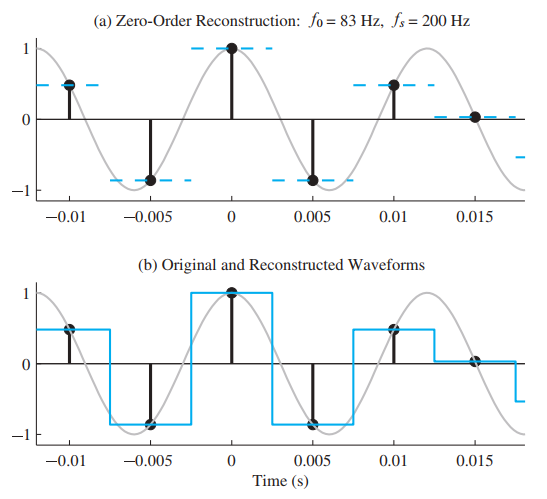 (a) Zero-Order Reconstruction: f₀ = 83 Hz, fₛ = 200 Hz
1
0
−1
−0.01 −0.005 0 0.005 0.01 0.015
(b) Original and Reconstructed Waveforms
1
0
−1
−0.01 −0.005 0 0.005 0.01 0.015
Time (s)